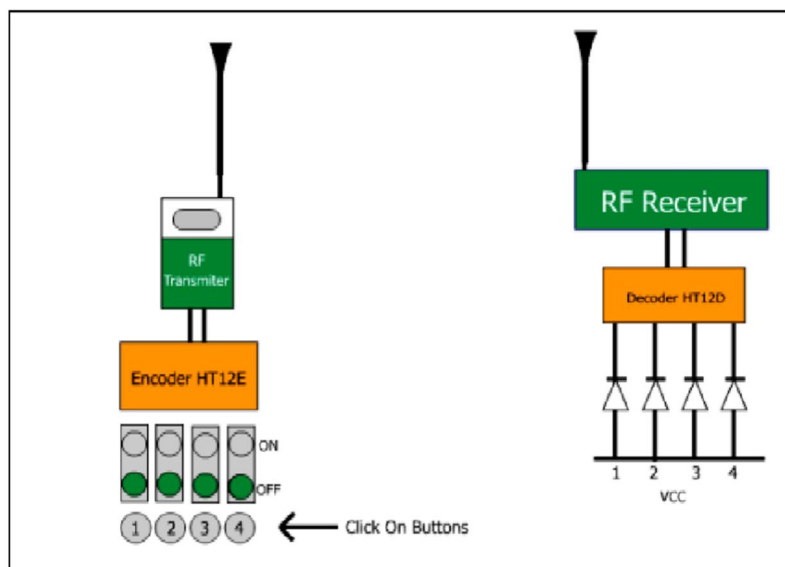 RF
Transmiter
Encoder HT12E
ON
OFF
1 2 3 4
Click On Buttons
RF Receiver
Decoder HT12D
1 2 3 4
VCC